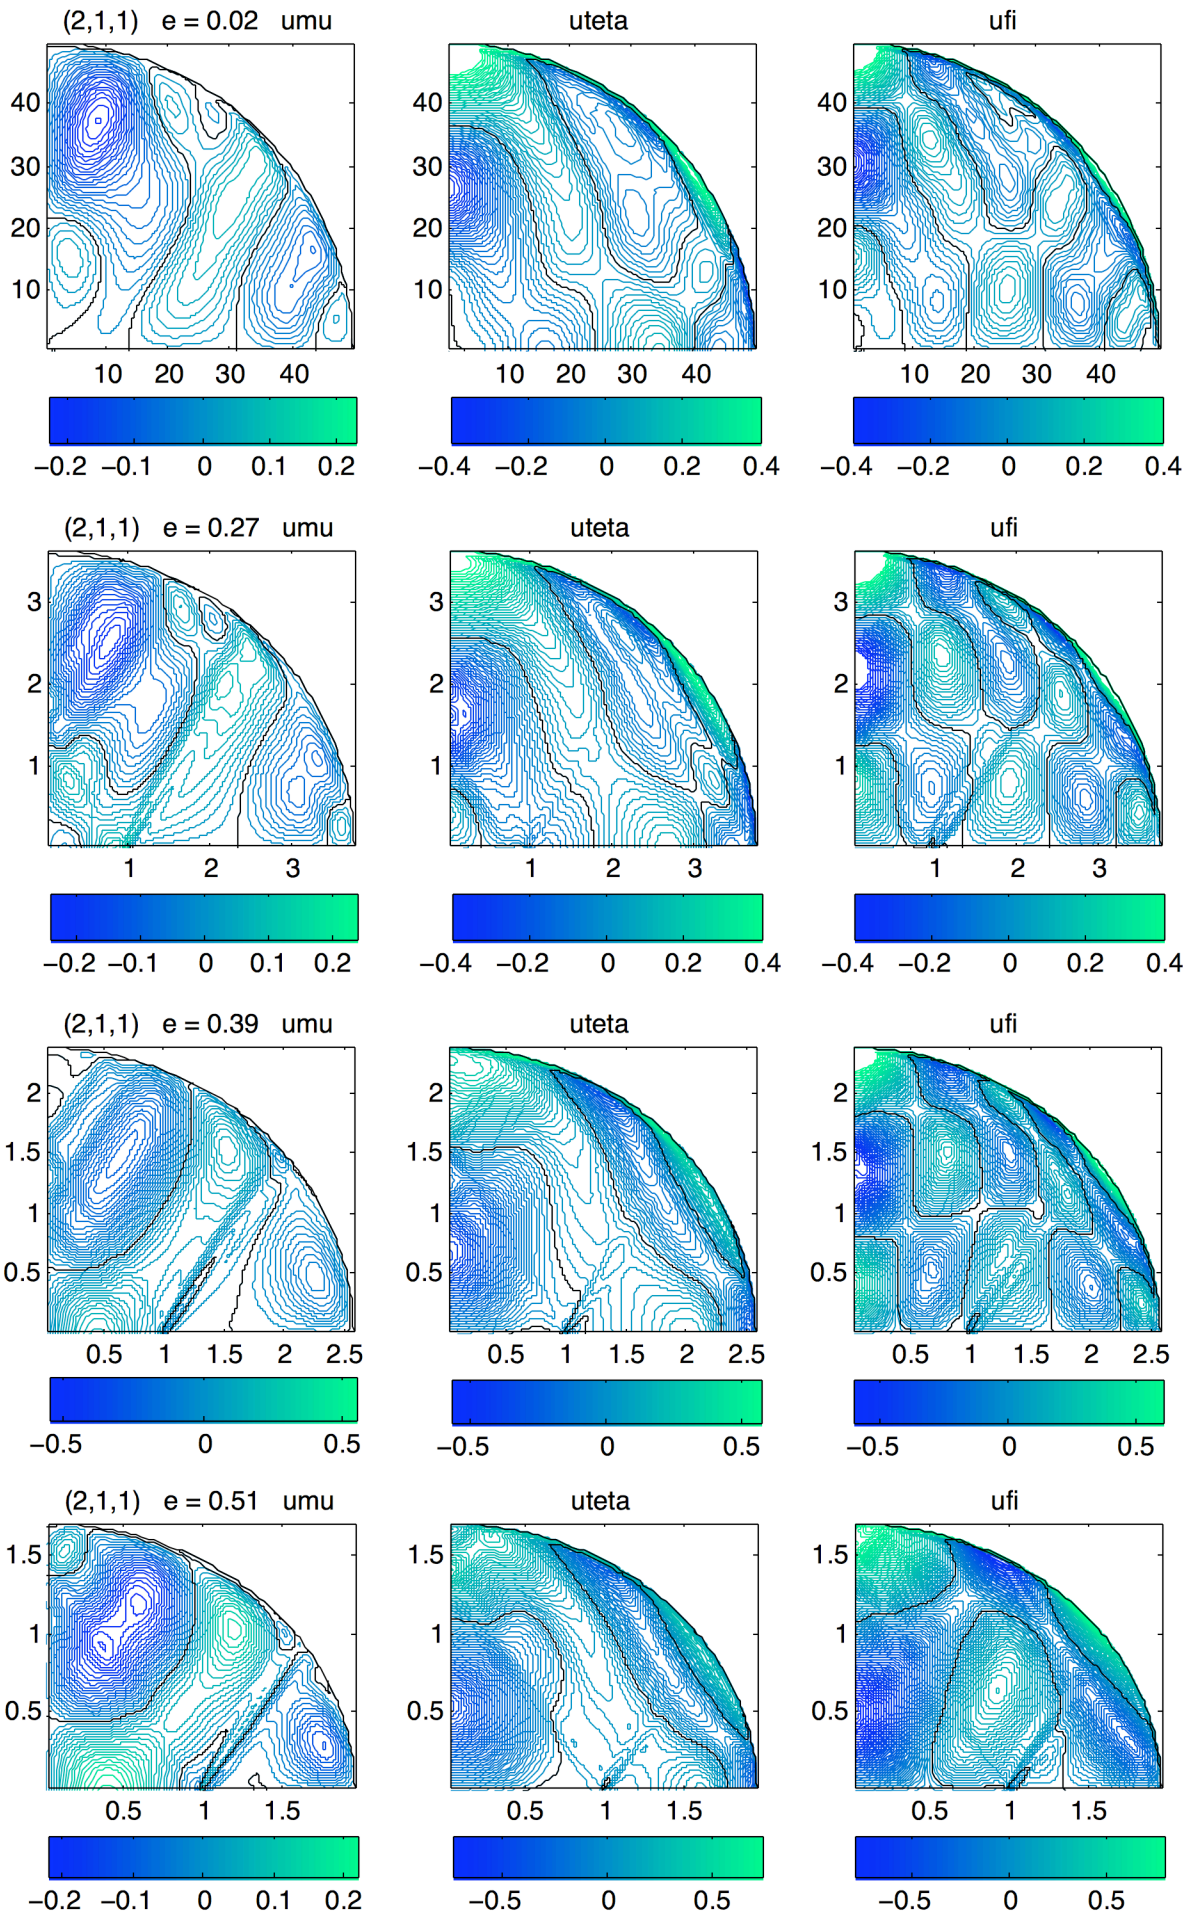 (2,1,1) e = 0.02 umu uteta ufi
40 40 40
30 30 30
20 20 20
10 10 10
10 20 30 40 10 20 30 40 10 20 30 40
−0.2 −0.1 0 0.1 0.2 −0.4 −0.2 0 0.2 0.4 −0.4 −0.2 0 0.2 0.4
(2,1,1) e = 0.27 umu uteta ufi
3 3 3
2 2 2
1 1 1
1 2 3 1 2 3 1 2 3
−0.2 −0.1 0 0.1 0.2 −0.4 −0.2 0 0.2 0.4 −0.4 −0.2 0 0.2 0.4
(2,1,1) e = 0.39 umu uteta ufi
2 2 2
1.5 1.5 1.5
1 1 1
0.5 0.5 0.5
0.5 1 1.5 2 2.5 0.5 1 1.5 2 2.5 0.5 1 1.5 2 2.5
−0.5 0 0.5 −0.5 0 0.5 −0.5 0 0.5
(2,1,1) e = 0.51 umu uteta ufi
1.5 1.5 1.5
1 1 1
0.5 0.5 0.5
0.5 1 1.5 0.5 1 1.5 0.5 1 1.5
−0.2 −0.1 0 0.1 0.2 −0.5 0 0.5 −0.5 0 0.5